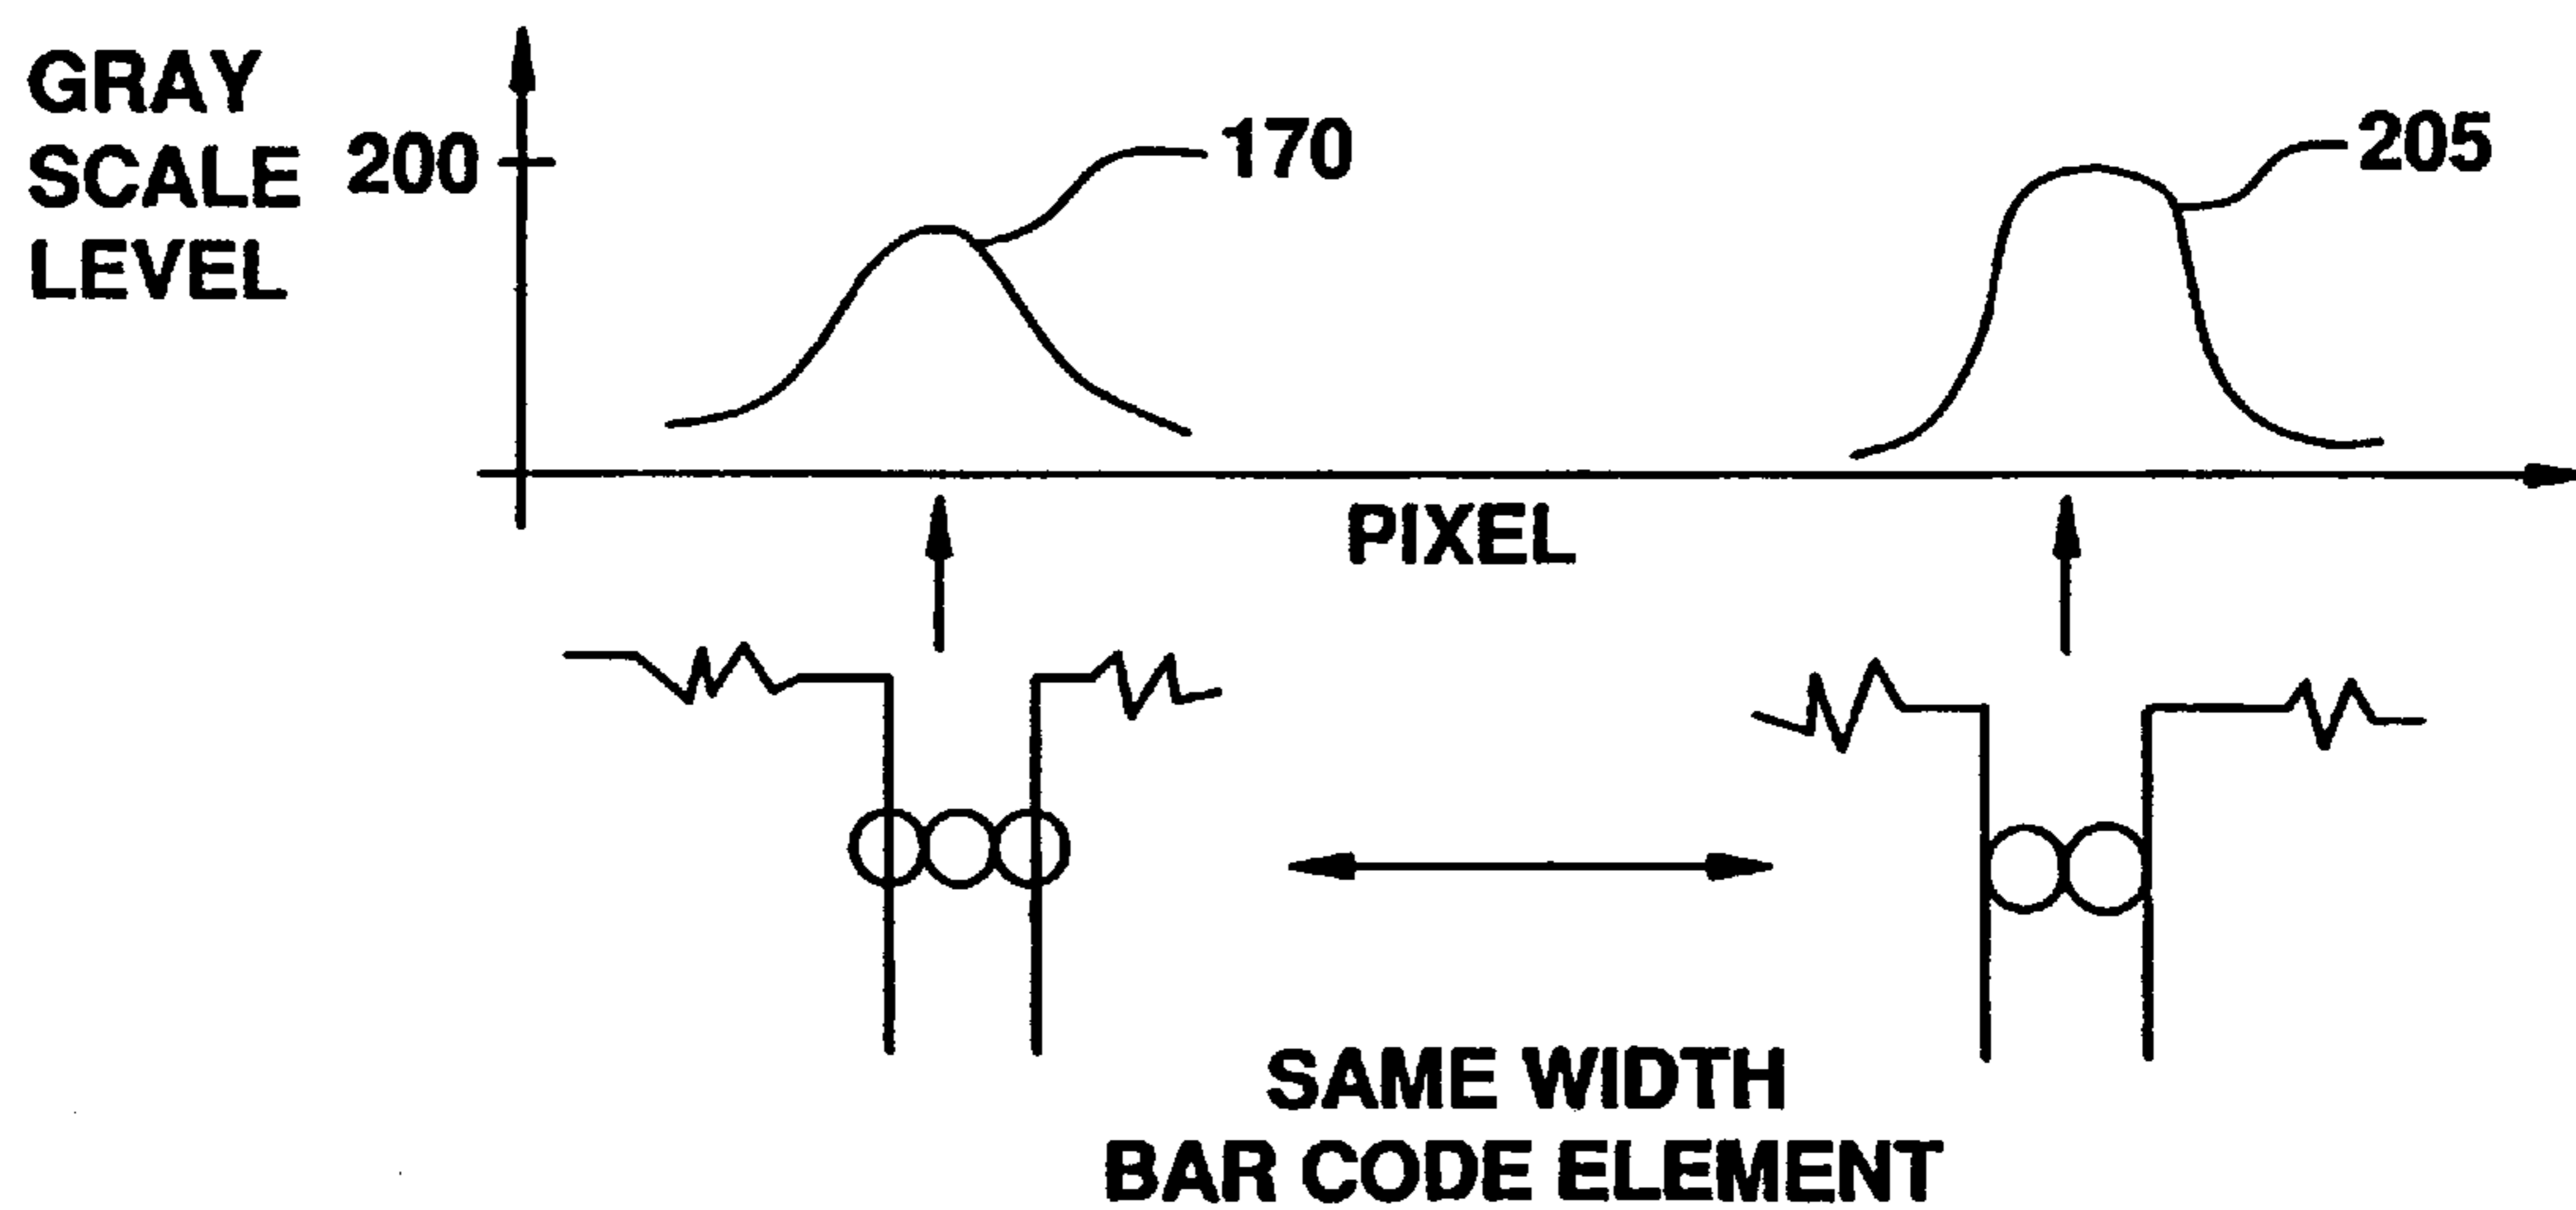 GRAY
SCALE
LEVEL
200
170
205
PIXEL
SAME WIDTH
BAR CODE ELEMENT